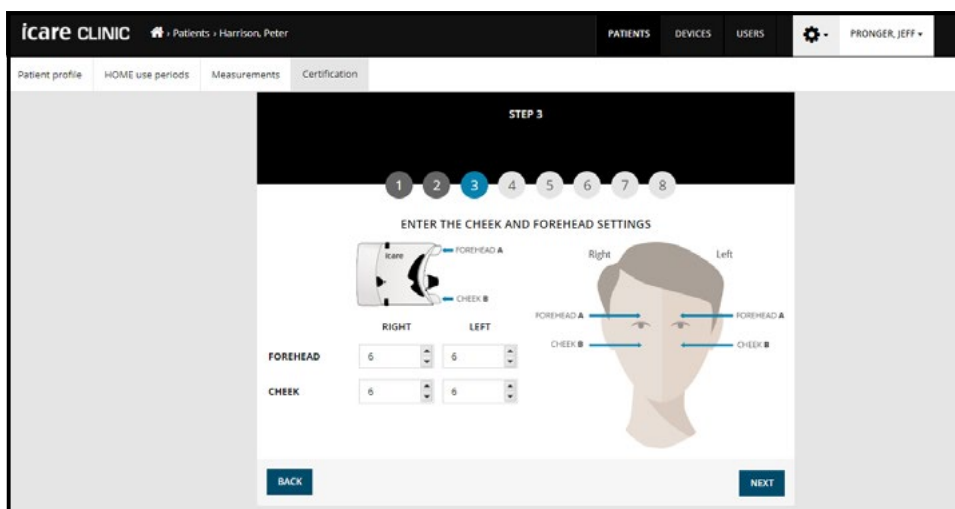 icare CLINIC › Patients › Harrison, Peter PATIENTS DEVICES USERS PRONGER, JEFF
Patient profile HOME use periods Measurements Certification
STEP 3
1 2 3 4 5 6 7 8
ENTER THE CHEEK AND FOREHEAD SETTINGS
icare FOREHEAD A
CHEEK B
Right Left
FOREHEAD A FOREHEAD A
CHEEK B CHEEK B
RIGHT LEFT
FOREHEAD 6 6
CHEEK 6 6
BACK NEXT